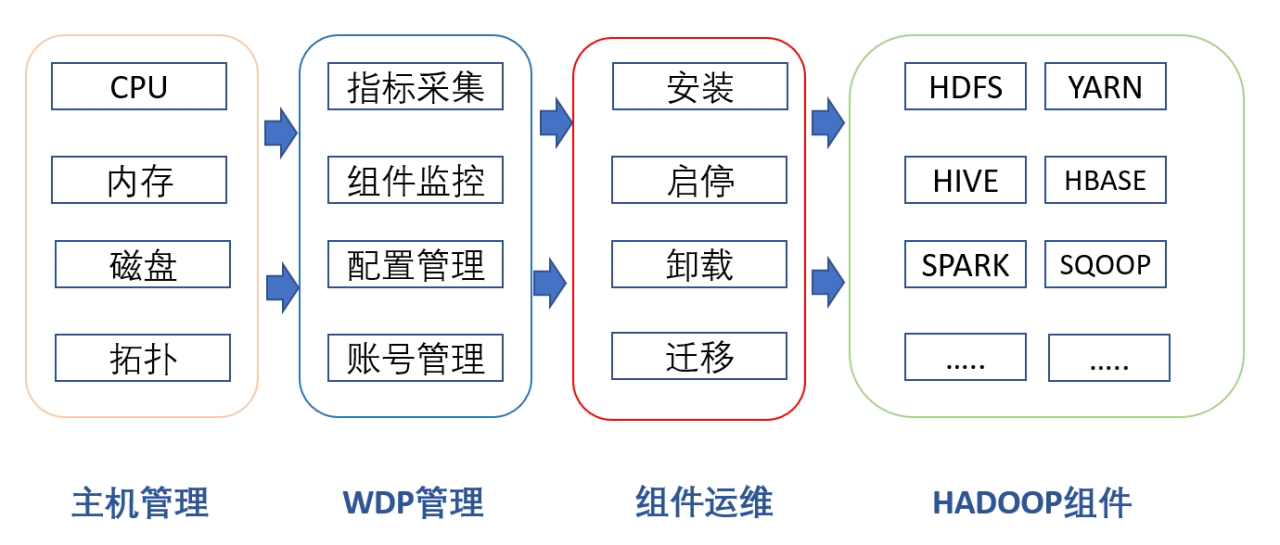 CPU
内存
磁盘
拓扑
主机管理
指标采集
组件监控
配置管理
账号管理
WDP管理
安装
启停
卸载
迁移
组件运维
HDFS YARN
HIVE HBASE
SPARK SQOOP
..... .....
HADOOP组件